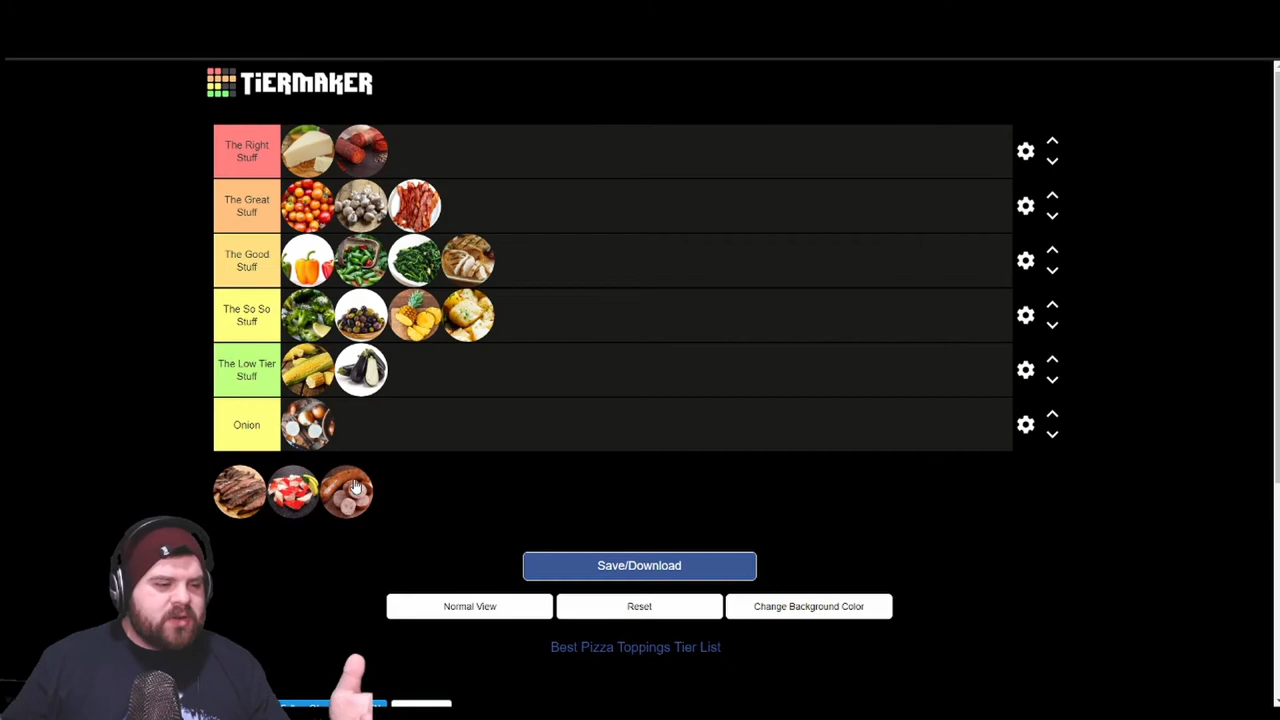 TiERMAKER
The Right
Stuff
The Great
Stuff
The Good
Stuff
The So So
Stuff
The Low Tier
Stuff
Onion
Save/Download
Normal View
Reset
Change Background Color
Best Pizza Toppings Tier List